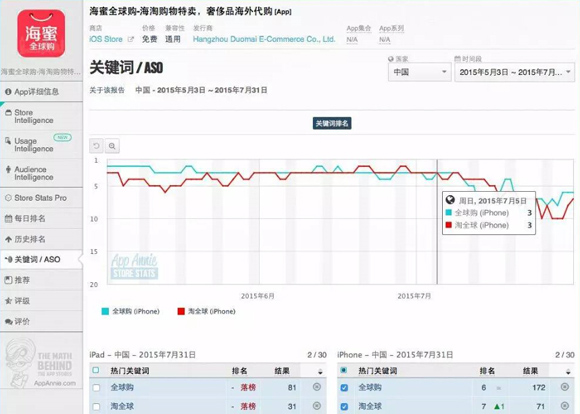 海蜜
全球购
海蜜全球购-海淘购物特...
App详细信息
Store
Intelligence
Usage
Intelligence
NEW
Audience
Intelligence
Store Stats Pro
每日排名
历史排名
关键词 / ASO
推荐
评级
评价
THE MATH
BEHIND
THE APP STORES
AppAnnie.com
海蜜全球购-海淘购物特卖，奢侈品海外代购 [App]
商店 价格 兼容性 发行商 App集合 App系列
iOS Store 免费 通用 Hangzhou Duomai E-Commerce Co., Ltd. N/A N/A
关键词 / ASO
国家 时间段
中国 2015年5月3日 ~ 2015年7月...
关于该报告 中国 - 2015年5月3日 ~ 2015年7月31日
关键词排名
1
5
10
15
20
周日, 2015年7月5日
全球购 (iPhone) 3
淘全球 (iPhone) 3
App Annie
STORE STATS
2015年6月 2015年7月
全球购 (iPhone) 淘全球 (iPhone)
iPad - 中国 - 2015年7月31日 2 / 30
热门关键词 排名 结果
全球购 - 落榜 81
淘全球 - 落榜 31
iPhone - 中国 - 2015年7月31日 2 / 30
热门关键词 排名 结果
全球购 6 = 172
淘全球 7 ▲1 71